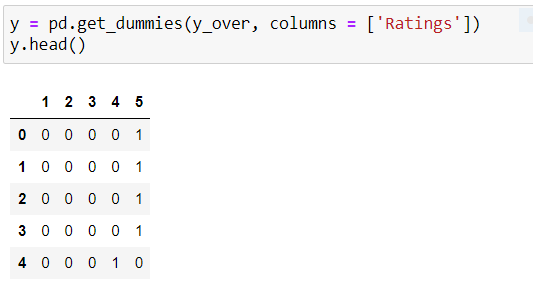 y = pd.get_dummies(y_over, columns = ['Ratings'])
y.head()
1 2 3 4 5
0 0 0 0 0 1
1 0 0 0 0 1
2 0 0 0 0 1
3 0 0 0 0 1
4 0 0 0 1 0